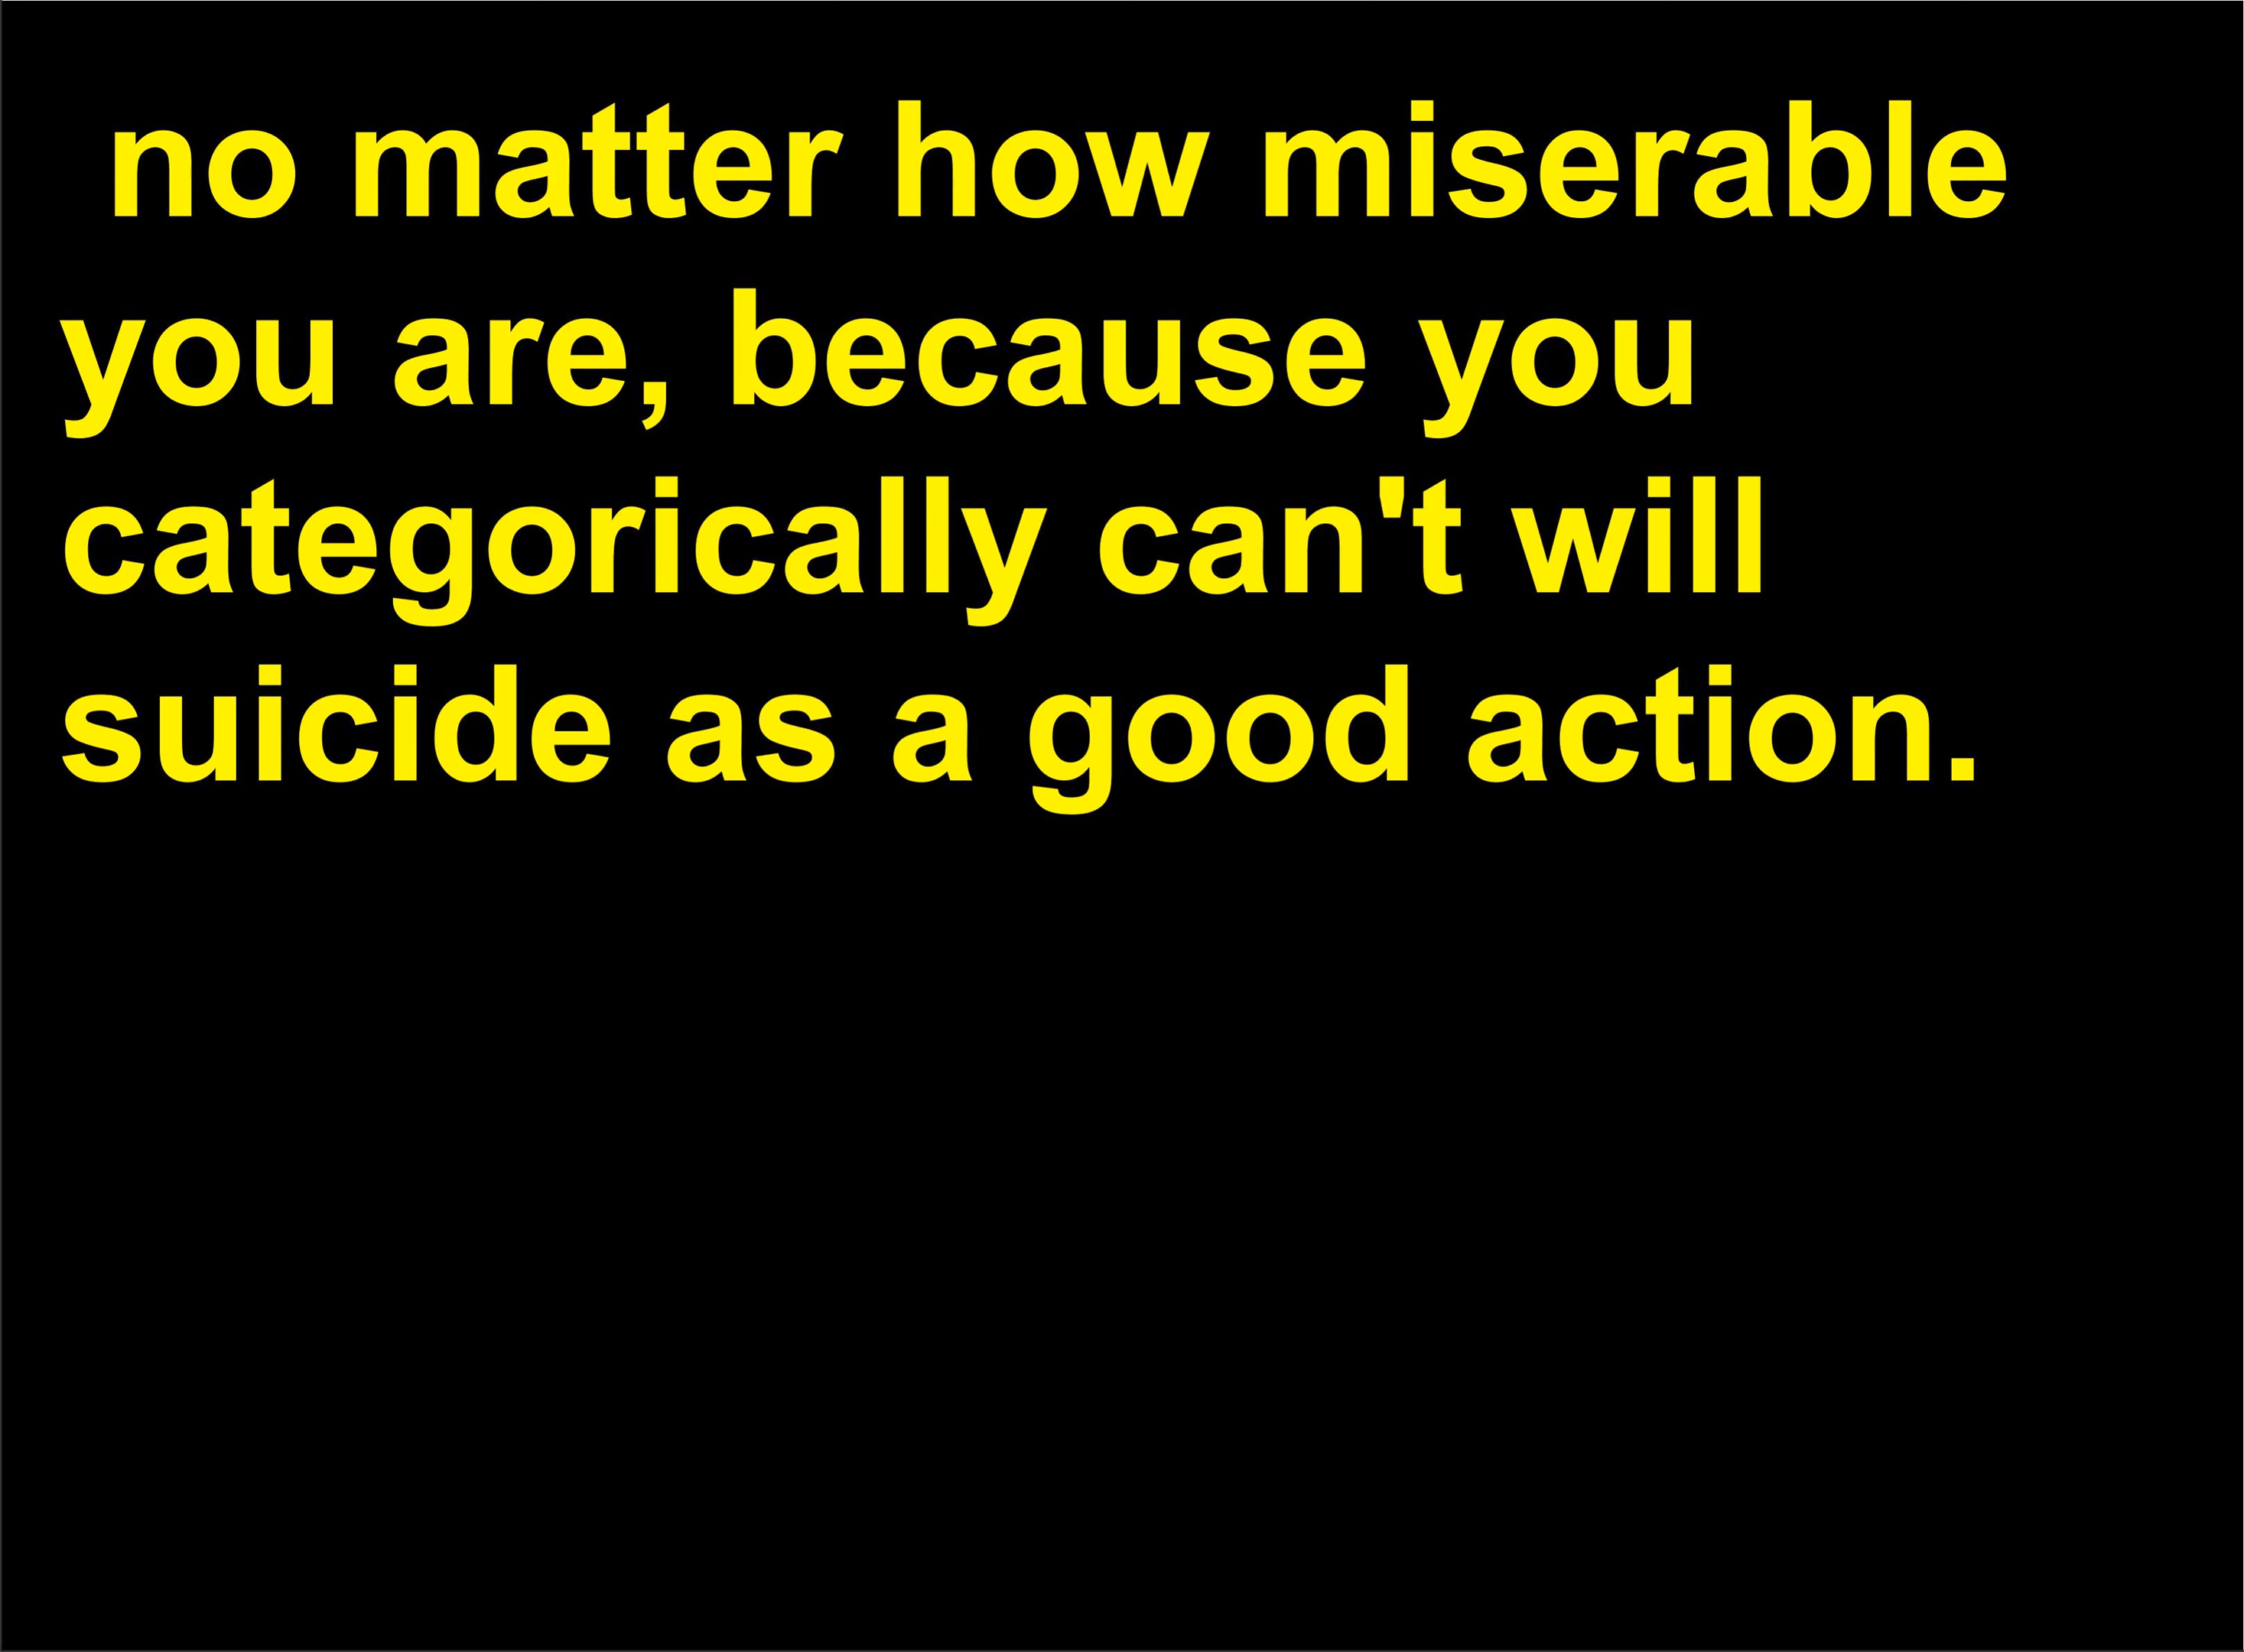 no matter how miserable
you are, because you
categorically can't will
suicide as a good action.